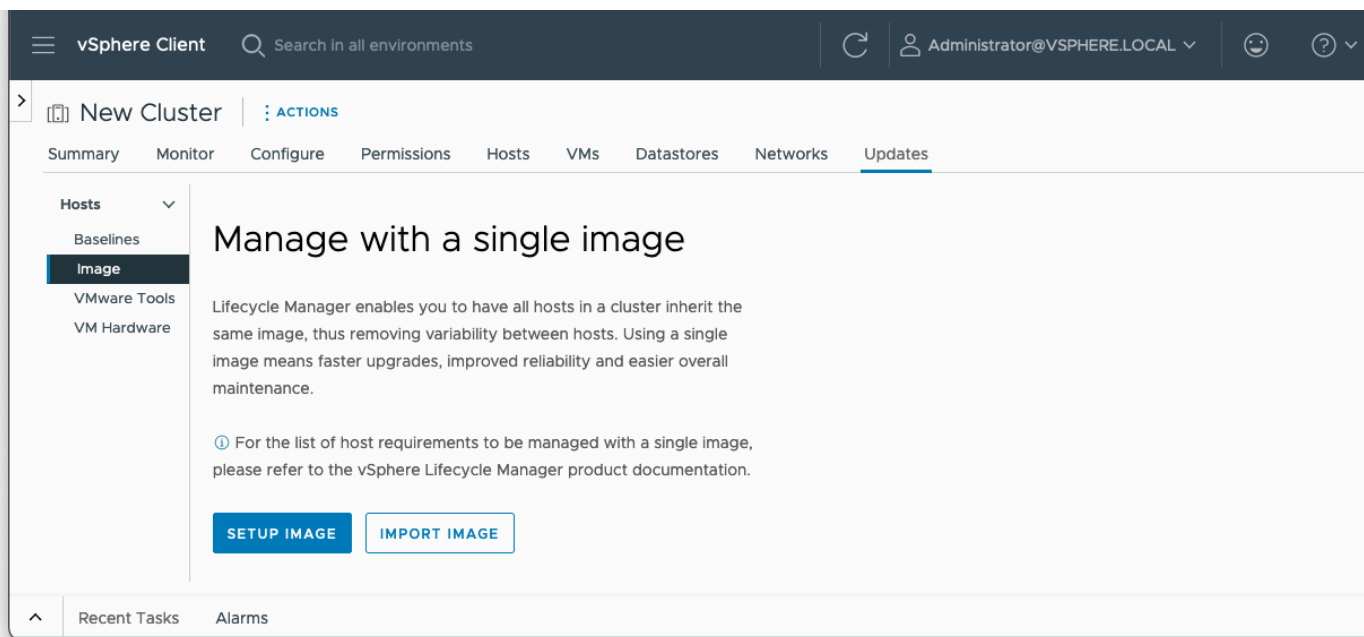 vSphere Client Search in all environments Administrator@VSPHERE.LOCAL
New Cluster ACTIONS
Summary Monitor Configure Permissions Hosts VMs Datastores Networks Updates
Hosts
Baselines
Image
VMware Tools
VM Hardware
Manage with a single image
Lifecycle Manager enables you to have all hosts in a cluster inherit the
same image, thus removing variability between hosts. Using a single
image means faster upgrades, improved reliability and easier overall
maintenance.
For the list of host requirements to be managed with a single image,
please refer to the vSphere Lifecycle Manager product documentation.
SETUP IMAGE IMPORT IMAGE
Recent Tasks Alarms